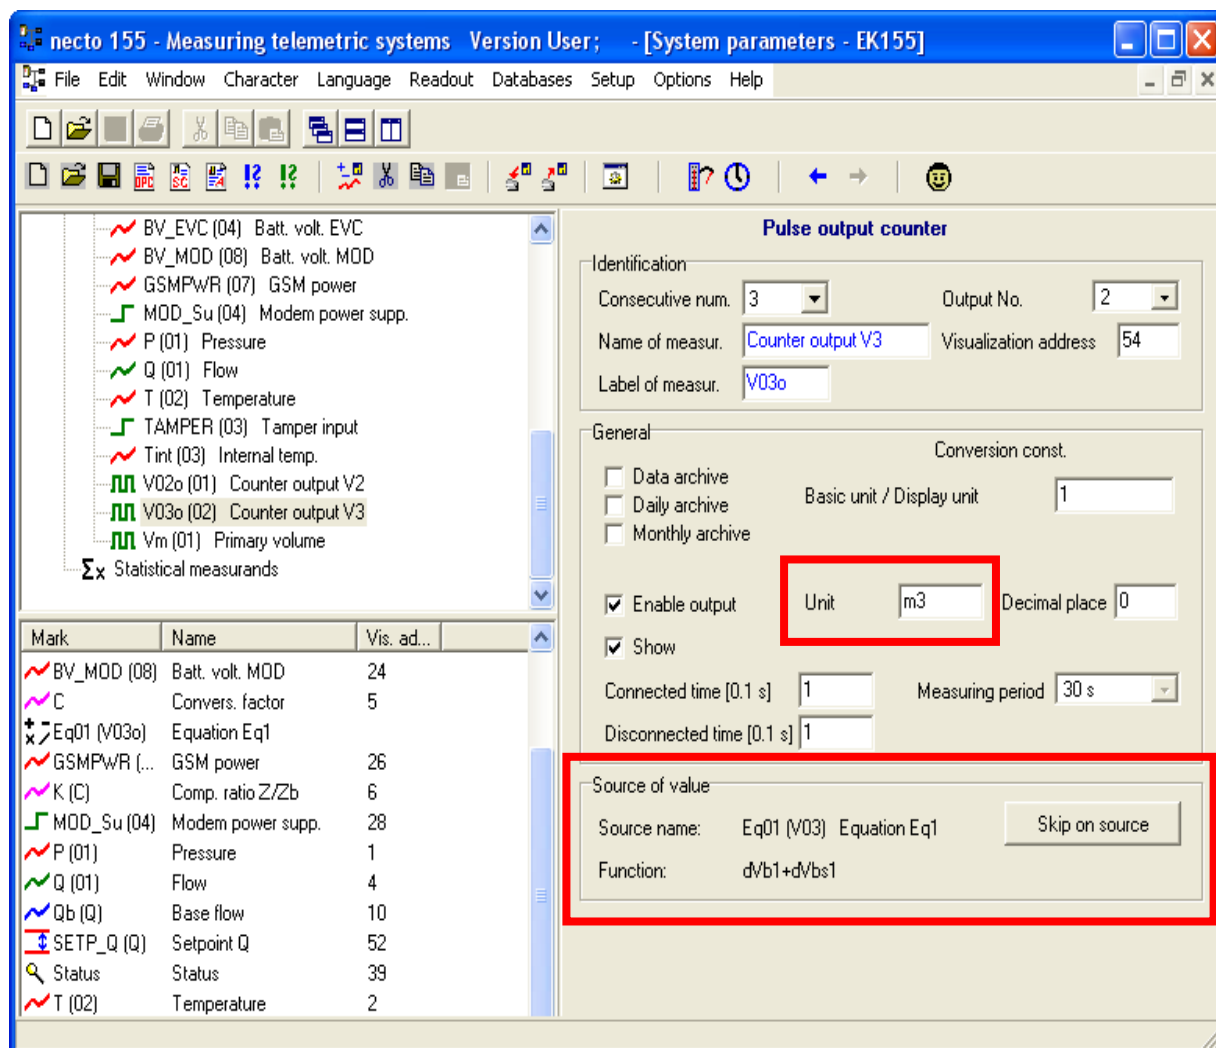 necto 155 - Measuring telemetric systems Version User; - [System parameters - EK155]
File Edit Window Character Language Readout Databases Setup Options Help
BV_EVC (04) Batt. volt. EVC
BV_MOD (08) Batt. volt. MOD
GSMPWR (07) GSM power
MOD_Su (04) Modem power supp.
P (01) Pressure
Q (01) Flow
T (02) Temperature
TAMPER (03) Tamper input
Tint (03) Internal temp.
V02o (01) Counter output V2
V03o (02) Counter output V3
Vm (01) Primary volume
Σx Statistical measurands
Mark Name Vis. ad...
BV_MOD (08) Batt. volt. MOD 24
C Convers. factor 5
Eq01 (V03o) Equation Eq1
GSMPWR (... GSM power 26
K (C) Comp. ratio Z/Zb 6
MOD_Su (04) Modem power supp. 28
P (01) Pressure 1
Q (01) Flow 4
Qb (Q) Base flow 10
SETP_Q (Q) Setpoint Q 52
Status Status 39
T (02) Temperature 2
Pulse output counter
Identification
Consecutive num. 3 Output No. 2
Name of measur. Counter output V3 Visualization address 54
Label of measur. V03o
General
Conversion const.
Data archive
Basic unit / Display unit 1
Daily archive
Monthly archive
Enable output Unit m3 Decimal place 0
Show
Connected time [0.1 s] 1 Measuring period 30 s
Disconnected time [0.1 s] 1
Source of value
Source name: Eq01 (V03) Equation Eq1 Skip on source
Function: dVb1+dVbs1